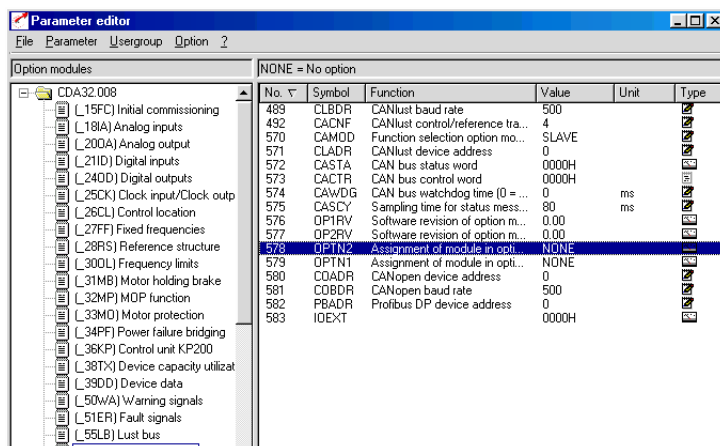 Parameter editor
File Parameter Usergroup Option ?
Option modules
NONE = No option
CDA32.008
(_15FC) Initial commissioning
(_18IA) Analog inputs
(_20OA) Analog output
(_21ID) Digital inputs
(_24OD) Digital outputs
(_25CK) Clock input/Clock outp
(_26CL) Control location
(_27FF) Fixed frequencies
(_28RS) Reference structure
(_30OL) Frequency limits
(_31MB) Motor holding brake
(_32MP) MOP function
(_33MO) Motor protection
(_34PF) Power failure bridging
(_36KP) Control unit KP200
(_38TX) Device capacity utilizat
(_39DD) Device data
(_50WA) Warning signals
(_51ER) Fault signals
(_55LB) Lust bus
No. Symbol Function Value Unit Type
489 CLBDR CANlust baud rate 500
492 CACNF CANlust control/reference tra... 4
570 CAMOD Function selection option mo... SLAVE
571 CLADR CANlust device address 0
572 CASTA CAN bus status word 0000H
573 CACTR CAN bus control word 0000H
574 CAWDG CAN bus watchdog time (0 = ... 0 ms
575 CASCY Sampling time for status mess... 80 ms
576 OP1RV Software revision of option m... 0.00
577 OP2RV Software revision of option m... 0.00
578 OPTN2 Assignment of module in opti... NONE
579 OPTN1 Assignment of module in opti... NONE
580 COADR CANopen device address 0
581 COBDR CANopen baud rate 500
582 PBADR Profibus DP device address 0
583 IOEXT 0000H